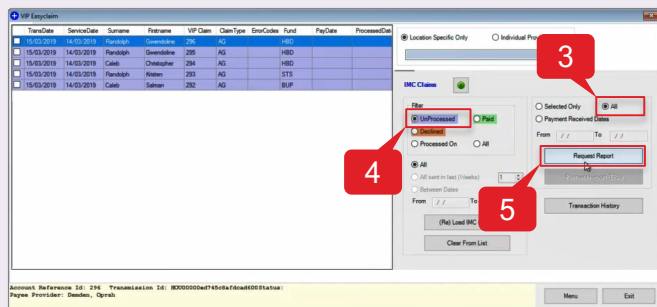 VIP Easyclaim
TransDate ServiceDate Surname Firstname VIP Claim ClaimType ErrorCodes Fund PayDate ProcessedDat
15/03/2019 14/03/2019 Randolph Gwendoline 296 AG HBD
15/03/2019 14/03/2019 Randolph Gwendoline 295 AG HBD
15/03/2019 14/03/2019 Caleb Christopher 294 AG HBD
15/03/2019 14/03/2019 Randolph Kristen 293 AG STS
15/03/2019 14/03/2019 Caleb Salman 292 AG BUP
Location Specific Only Individual Pro
3
IMC Claims
Filter
UnProcessed Paid
Declined
Processed On All
4
All
All sent in last (Weeks) 1
Between Dates
From / / To
(Re) Load IMC
Clear From List
Selected Only All
Payment Received Dates
From / / To / /
Request Report
5
Transaction History
Account Reference Id: 296 Transmission Id: Status:
Payee Provider: Demden, Oprah
Menu Exit